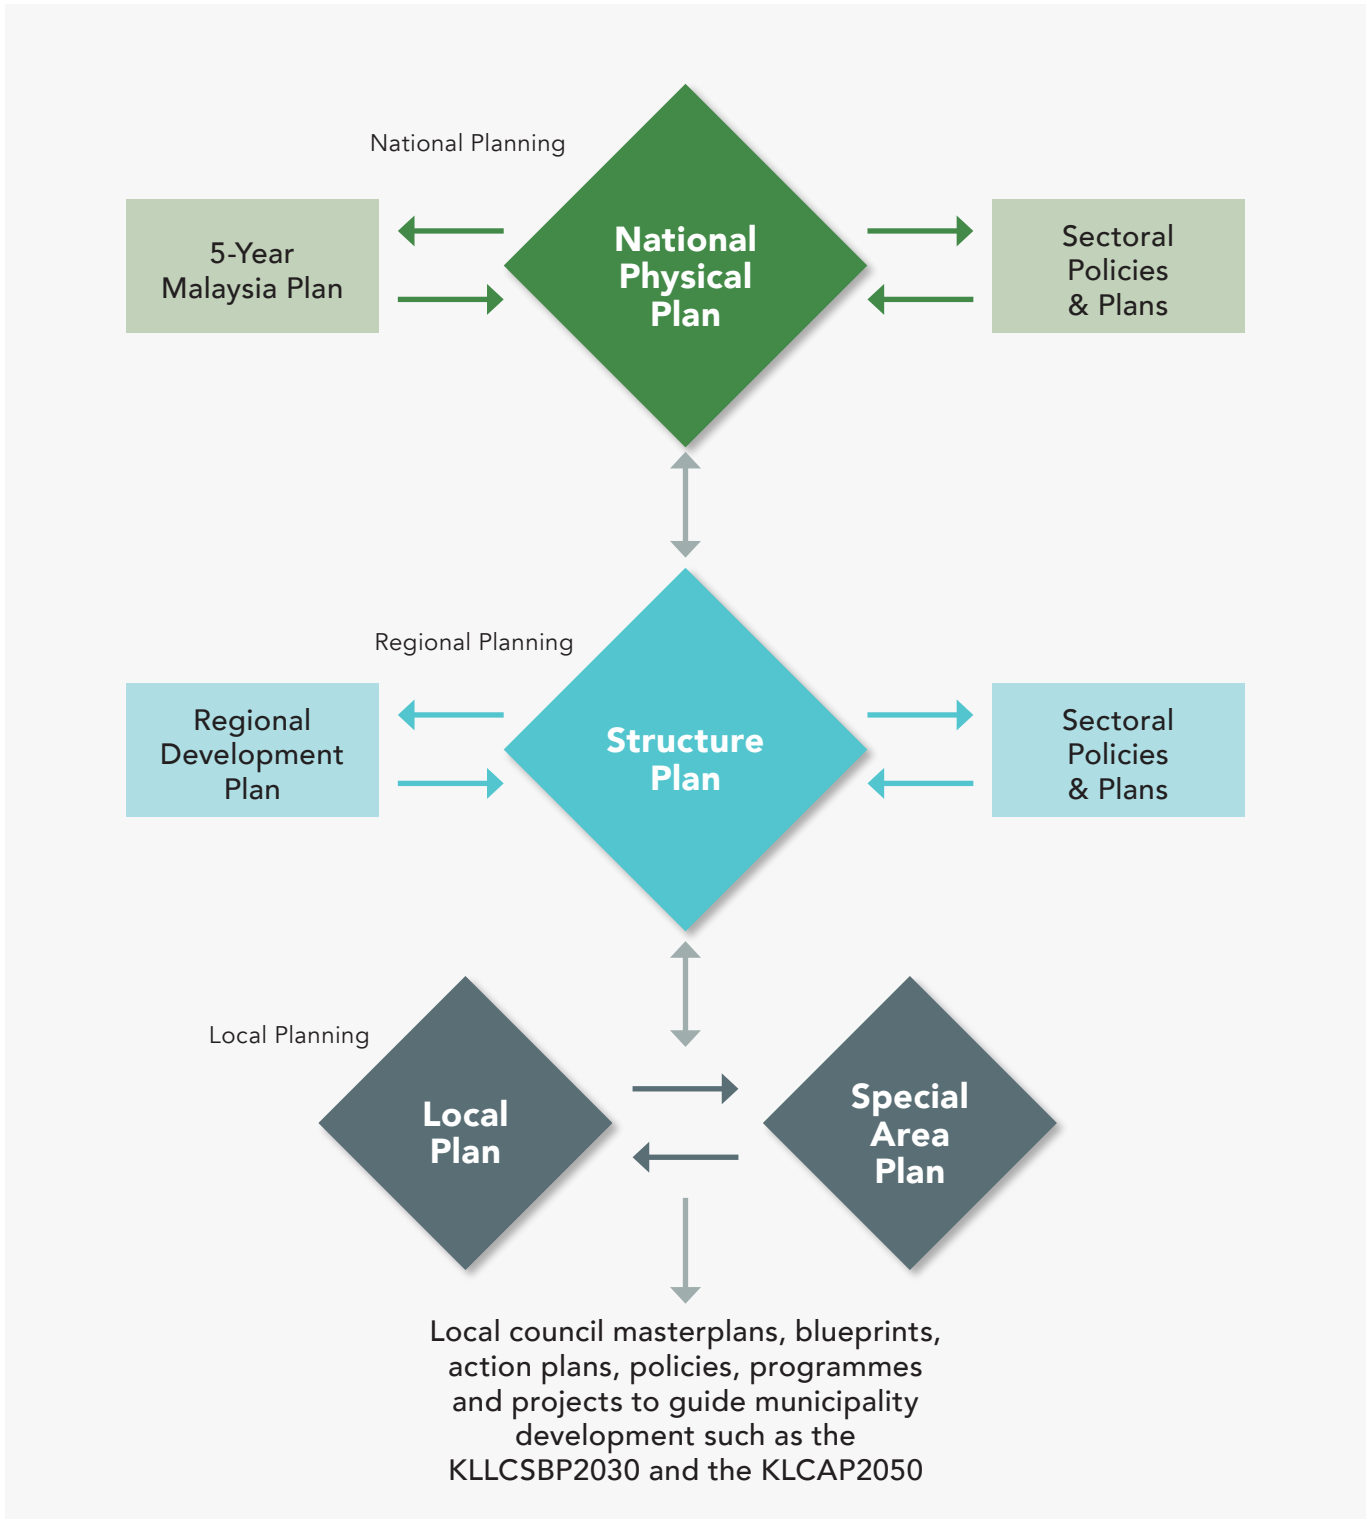 National Planning
5-Year
Malaysia Plan
National
Physical
Plan
Sectoral
Policies
& Plans
Regional Planning
Regional
Development
Plan
Structure
Plan
Sectoral
Policies
& Plans
Local Planning
Local
Plan
Special
Area
Plan
Local council masterplans, blueprints,
action plans, policies, programmes
and projects to guide municipality
development such as the
KLLCSBP2030 and the KLCAP2050